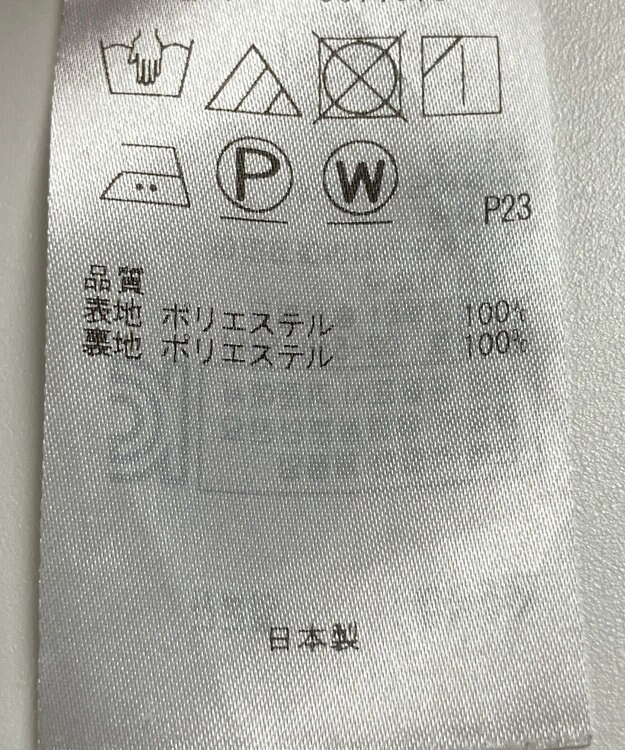 P
W
P23
品質
表地 ポリエステル 100%
裏地 ポリエステル 100%
日本製